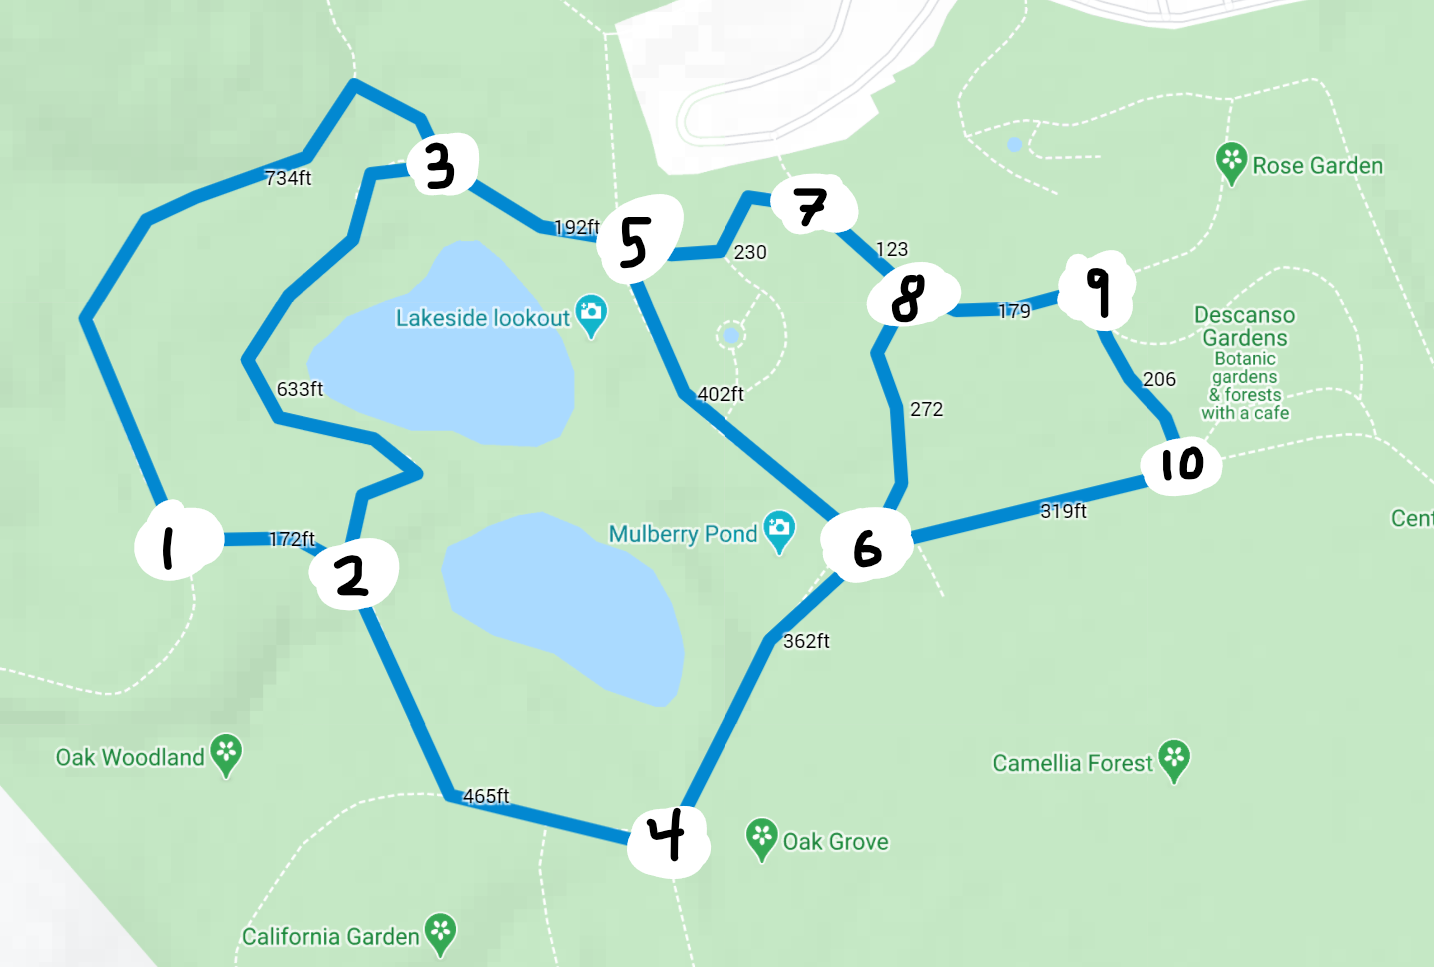 734ft
3
192ft
5
230
7
123
8
179
9
Rose Garden
Lakeside lookout
Descanso
Gardens
Botanic
gardens
& forests
with a cafe
206
633ft
402ft
272
10
1
172ft
2
Mulberry Pond
6
319ft
Cent
362ft
Oak Woodland
465ft
4
Oak Grove
Camellia Forest
California Garden